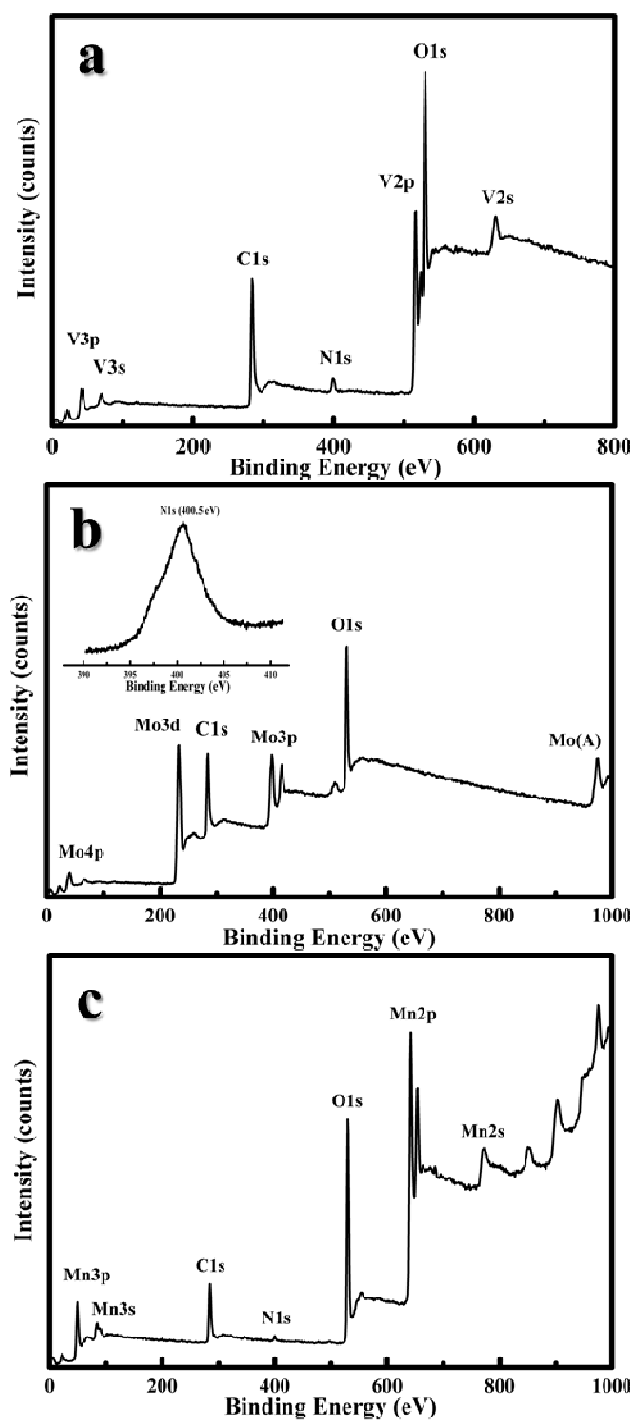 a
O1s
V2p
V2s
C1s
N1s
V3p
V3s
Intensity (counts)
0 200 400 600 800
Binding Energy (eV)
b
N1s (400.5 eV)
390 395 400 405 410
Binding Energy (eV)
O1s
Mo3d
C1s
Mo3p
Mo(A)
Mo4p
Intensity (counts)
0 200 400 600 800 1000
Binding Energy (eV)
c
Mn2p
O1s
Mn2s
C1s
Mn3p
Mn3s
N1s
Intensity (counts)
0 200 400 600 800 1000
Binding Energy (eV)